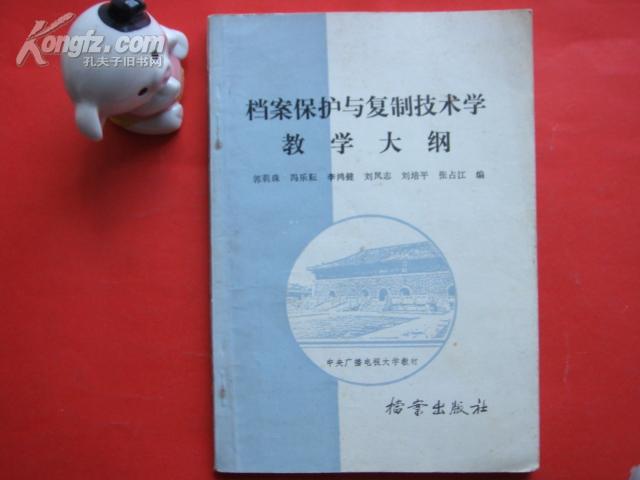 Kongfz.com
孔夫子旧书网
档案保护与复制技术学
教学大纲
郭莉珠 冯乐耘 李鸿健 刘凤志 刘培平 张占江 编
中央广播电视大学教材
档案出版社